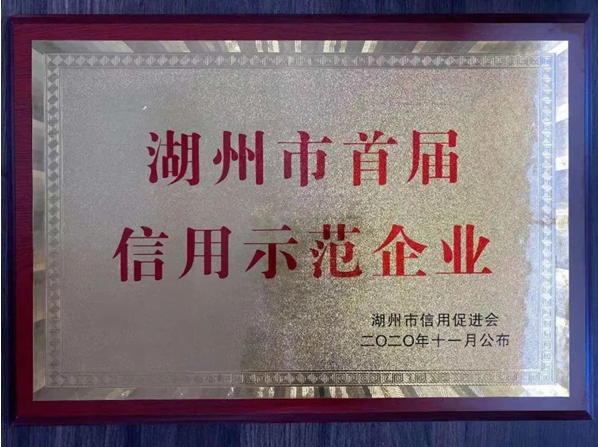 湖州市首届
信用示范企业
湖州市信用促进会
二〇二〇年十一月公布